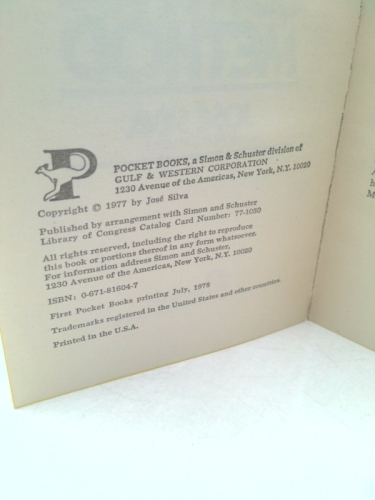 P
POCKET BOOKS, a Simon & Schuster division of
GULF & WESTERN CORPORATION
1230 Avenue of the Americas, New York, N.Y. 10020
Copyright © 1977 by José Silva
Published by arrangement with Simon and Schuster
Library of Congress Catalog Card Number: 77-1030
All rights reserved, including the right to reproduce
this book or portions thereof in any form whatsoever.
For information address Simon and Schuster,
1230 Avenue of the Americas, New York, N.Y. 10020
ISBN: 0-671-81604-7
First Pocket Books printing July, 1978
Trademarks registered in the United States and other countries.
Printed in the U.S.A.